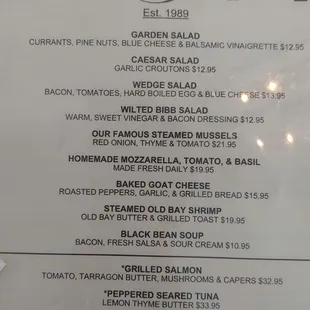 Est. 1989
GARDEN SALAD
CURRANTS, PINE NUTS, BLUE CHEESE & BALSAMIC VINAIGRETTE $12.95
CAESAR SALAD
GARLIC CROUTONS $12.95
WEDGE SALAD
BACON, TOMATOES, HARD BOILED EGG & BLUE CHEESE $13.95
WILTED BIBB SALAD
WARM, SWEET VINEGAR & BACON DRESSING $12.95
OUR FAMOUS STEAMED MUSSELS
RED ONION, THYME & TOMATO $21.95
HOMEMADE MOZZARELLA, TOMATO, & BASIL
MADE FRESH DAILY $19.95
BAKED GOAT CHEESE
ROASTED PEPPERS, GARLIC, & GRILLED BREAD $15.95
STEAMED OLD BAY SHRIMP
OLD BAY BUTTER & GRILLED TOAST $19.95
BLACK BEAN SOUP
BACON, FRESH SALSA & SOUR CREAM $10.95
*GRILLED SALMON
TOMATO, TARRAGON BUTTER, MUSHROOMS & CAPERS $32.95
*PEPPERED SEARED TUNA
LEMON THYME BUTTER $33.95